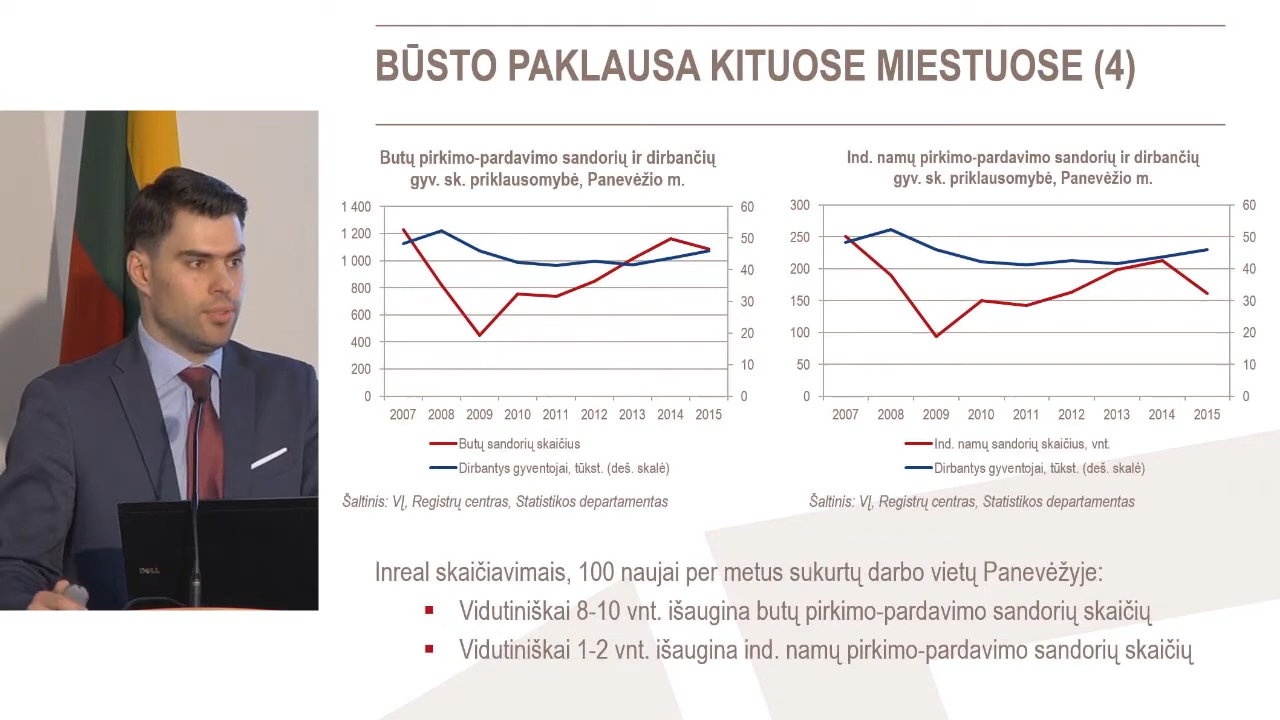 BŪSTO PAKLAUSA KITUOSE MIESTUOSE (4)
Butų pirkimo-pardavimo sandorių ir dirbančių
gyv. sk. priklausomybė, Panevėžio m.
1 400
1 200
1 000
800
600
400
200
0
60
50
40
30
20
10
0
2007 2008 2009 2010 2011 2012 2013 2014 2015
Butų sandorių skaičius
Dirbantys gyventojai, tūkst. (deš. skalė)
Šaltinis: VĮ, Registrų centras, Statistikos departamentas
Ind. namų pirkimo-pardavimo sandorių ir dirbančių
gyv. sk. priklausomybė, Panevėžio m.
300
250
200
150
100
50
0
60
50
40
30
20
10
0
2007 2008 2009 2010 2011 2012 2013 2014 2015
Ind. namų sandorių skaičius, vnt.
Dirbantys gyventojai, tūkst. (deš. skalė)
Šaltinis: VĮ, Registrų centras, Statistikos departamentas
Inreal skaičiavimais, 100 naujai per metus sukurtų darbo vietų Panevėžyje:
Vidutiniškai 8-10 vnt. išaugina butų pirkimo-pardavimo sandorių skaičių
Vidutiniškai 1-2 vnt. išaugina ind. namų pirkimo-pardavimo sandorių skaičių
DELL